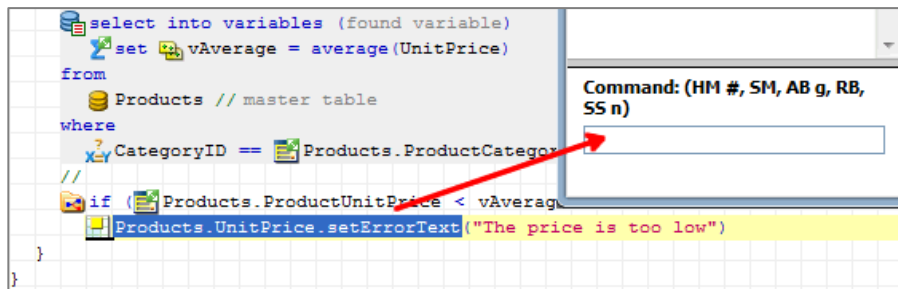 select into variables (found variable)
set vAverage = average(UnitPrice)
from
Products // master table
where
CategoryID == Products.ProductCategor
//
if (Products.ProductUnitPrice < vAverag
Products.UnitPrice.setErrorText("The price is too low")
}
}
Command: (HM #, SM, AB g, RB,
SS n)